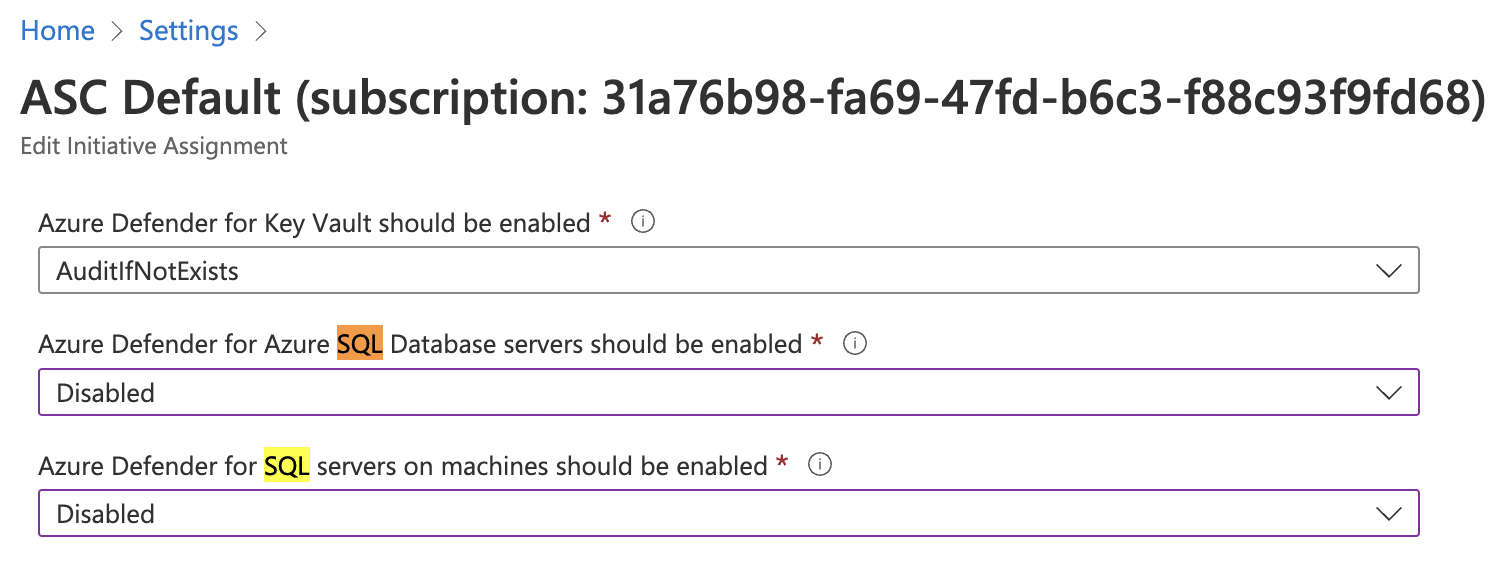 Home > Settings >
ASC Default (subscription: 31a76b98-fa69-47fd-b6c3-f88c93f9fd68)
Edit Initiative Assignment
Azure Defender for Key Vault should be enabled *
AuditIfNotExists
Azure Defender for Azure SQL Database servers should be enabled *
Disabled
Azure Defender for SQL servers on machines should be enabled *
Disabled